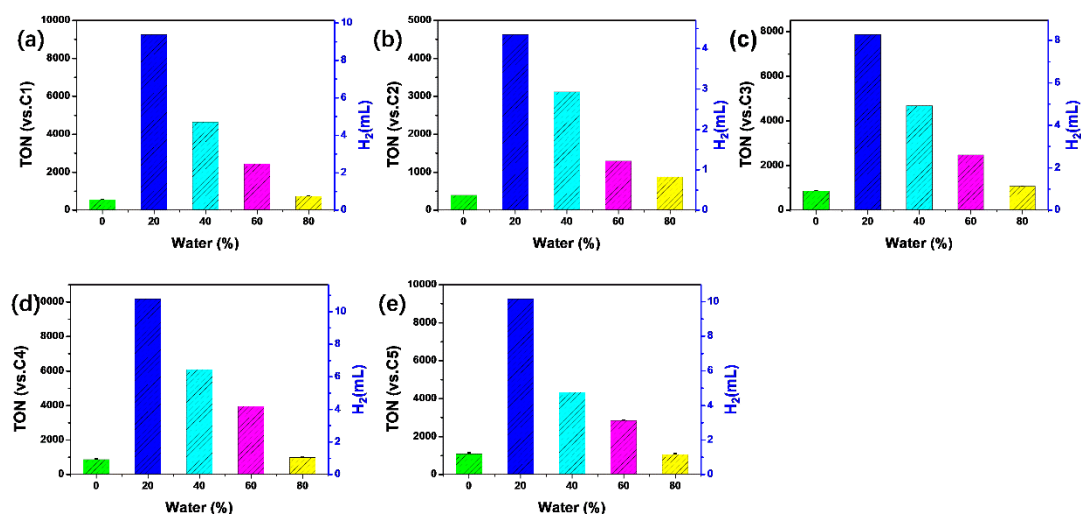 (a)
TON (vs.C1)
10000
8000
6000
4000
2000
0
0 20 40 60 80
Water (%)
10
8
6
4
2
0
H₂(mL)
(b)
TON (vs.C2)
5000
4000
3000
2000
1000
0
0 20 40 60 80
Water (%)
4
3
2
1
0
H₂(mL)
(c)
TON (vs.C3)
8000
6000
4000
2000
0
0 20 40 60 80
Water (%)
8
6
4
2
0
H₂(mL)
(d)
TON (vs.C4)
10000
8000
6000
4000
2000
0
0 20 40 60 80
Water (%)
10
8
6
4
2
0
H₂(mL)
(e)
TON (vs.C5)
10000
8000
6000
4000
2000
0
0 20 40 60 80
Water (%)
10
8
6
4
2
0
H₂(mL)